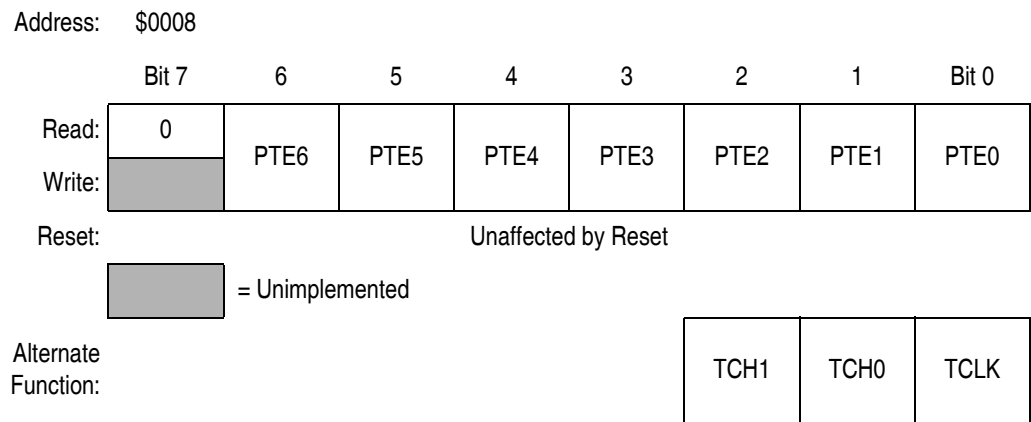 Address: $0008
Bit 7 6 5 4 3 2 1 Bit 0
Read: 0 PTE6 PTE5 PTE4 PTE3 PTE2 PTE1 PTE0
Write:
Reset: Unaffected by Reset
= Unimplemented
Alternate Function: TCH1 TCH0 TCLK